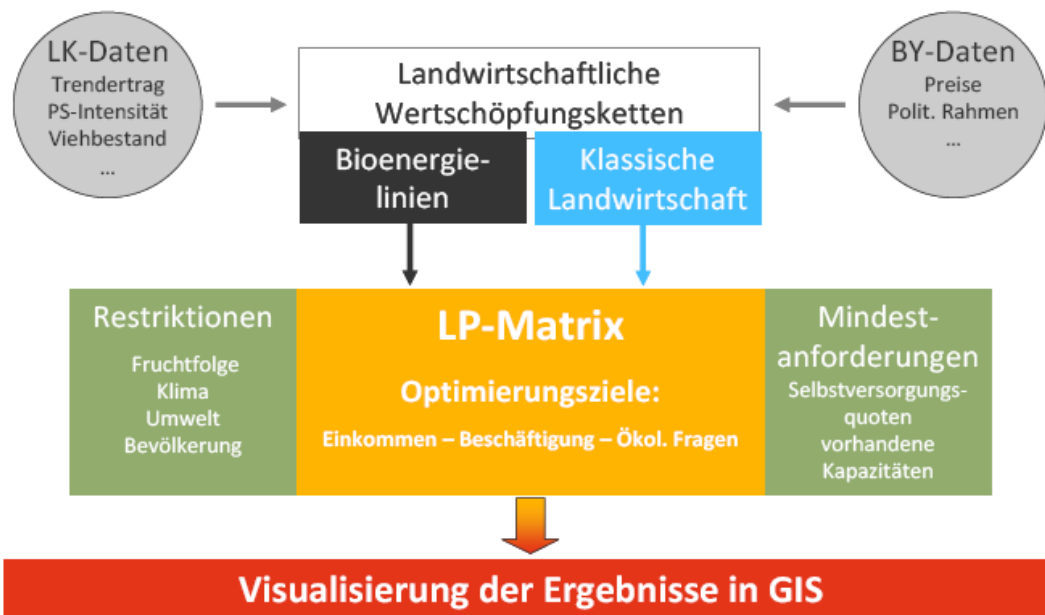 LK-Daten
Trendertrag
PS-Intensität
Viehbestand
...
Landwirtschaftliche
Wertschöpfungsketten
BY-Daten
Preise
Polit. Rahmen
...
Bioenergie-
linien
Klassische
Landwirtschaft
Restriktionen
Fruchtfolge
Klima
Umwelt
Bevölkerung
LP-Matrix
Optimierungsziele:
Einkommen – Beschäftigung – Ökol. Fragen
Mindest-
anforderungen
Selbstversorgungs-
quoten
vorhandene
Kapazitäten
Visualisierung der Ergebnisse in GIS